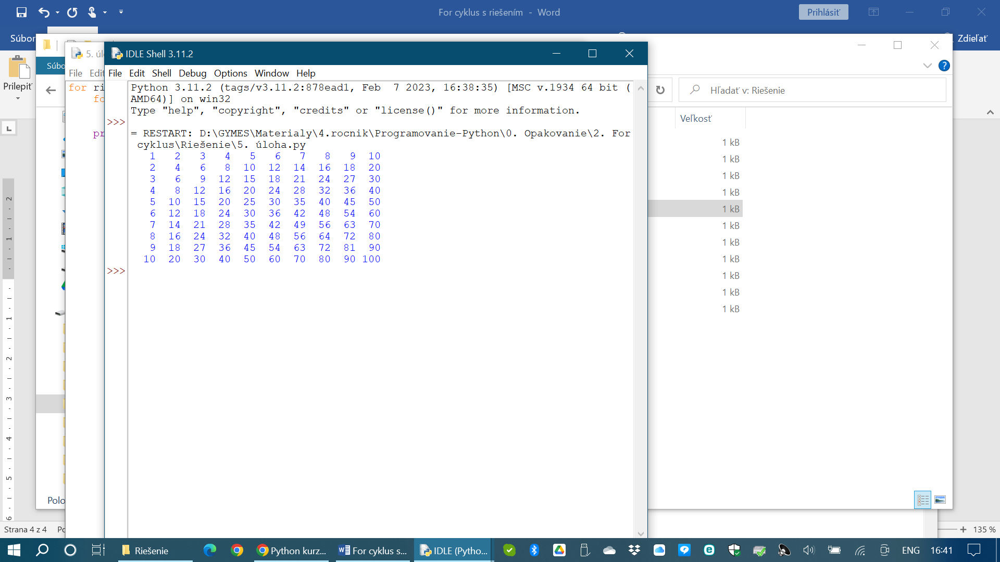 For cyklus s riešením - Word
Prihlásiť
Súbor
Zdieľať
5. úl
IDLE Shell 3.11.2
Súbo
File Edit
File Edit Shell Debug Options Window Help
Prilepiť
for ri
fo
pr
Python 3.11.2 (tags/v3.11.2:878ead1, Feb  7 2023, 16:38:35) [MSC v.1934 64 bit (
AMD64)] on win32
Type "help", "copyright", "credits" or "license()" for more information.
>>>
= RESTART: D:\GYMES\Materialy\4.rocnik\Programovanie-Python\0. Opakovanie\2. For
cyklus\Riešenie\5. úloha.py
1 2 3 4 5 6 7 8 9 10
2 4 6 8 10 12 14 16 18 20
3 6 9 12 15 18 21 24 27 30
4 8 12 16 20 24 28 32 36 40
5 10 15 20 25 30 35 40 45 50
6 12 18 24 30 36 42 48 54 60
7 14 21 28 35 42 49 56 63 70
8 16 24 32 40 48 56 64 72 80
9 18 27 36 45 54 63 72 81 90
10 20 30 40 50 60 70 80 90 100
>>>
Hľadať v: Riešenie
Veľkosť
1 kB
1 kB
1 kB
1 kB
1 kB
1 kB
1 kB
1 kB
1 kB
1 kB
1 kB
2
1
1
2
3
4
5
6
Polo
Strana 4 z 4
135 %
Riešenie
Python kurz...
For cyklus s...
IDLE (Pytho...
ENG
16:41